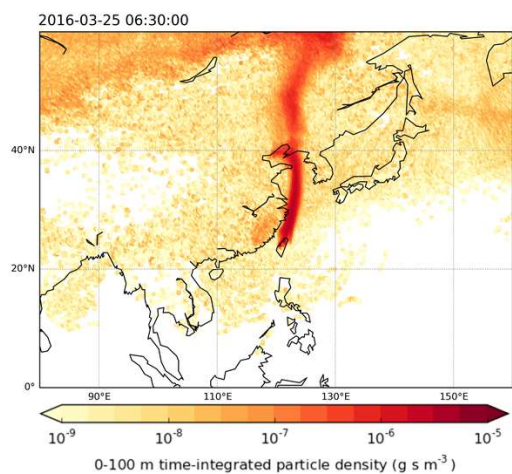 2016-03-25 06:30:00
40°N
20°N
0°
90°E 110°E 130°E 150°E
10⁻⁹ 10⁻⁸ 10⁻⁷ 10⁻⁶ 10⁻⁵
0-100 m time-integrated particle density (g s m⁻³)